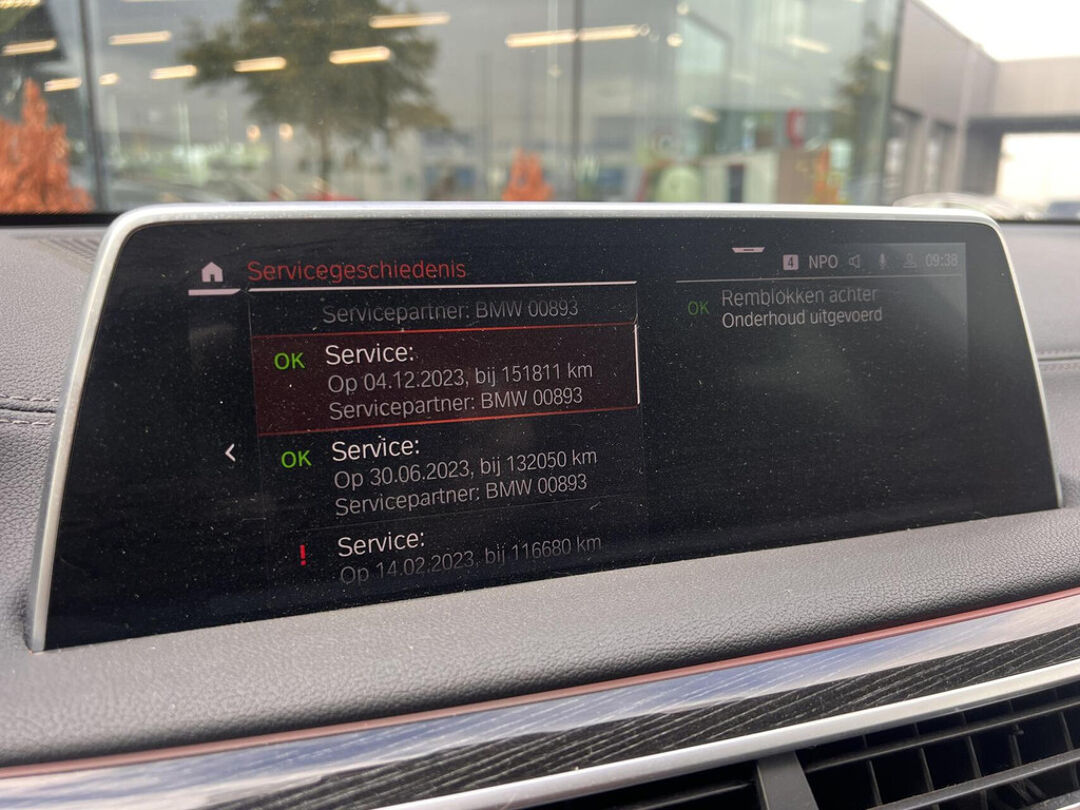 Servicegeschiedenis
4 NPO 09:38
Servicepartner: BMW 00893
OK Service:
Op 04.12.2023, bij 151811 km
Servicepartner: BMW 00893
OK Service:
Op 30.06.2023, bij 132050 km
Servicepartner: BMW 00893
! Service:
Op 14.02.2023, bij 116680 km
OK Remblokken achter
Onderhoud uitgevoerd